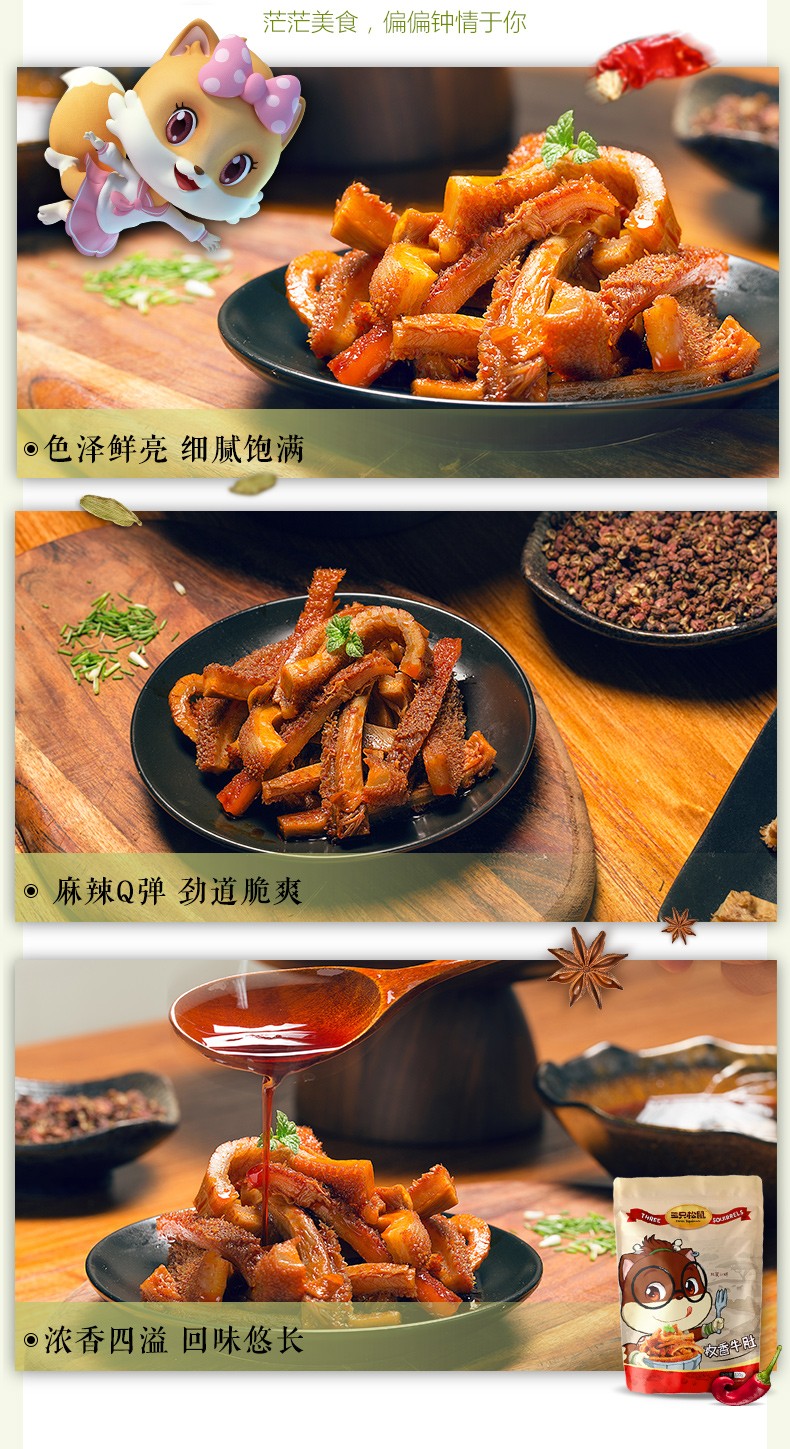 茫茫美食，偏偏钟情于你
色泽鲜亮 细腻饱满
麻辣Q弹 劲道脆爽
浓香四溢 回味悠长
THREE 三只松鼠 SQUIRRELS
夜香牛肚